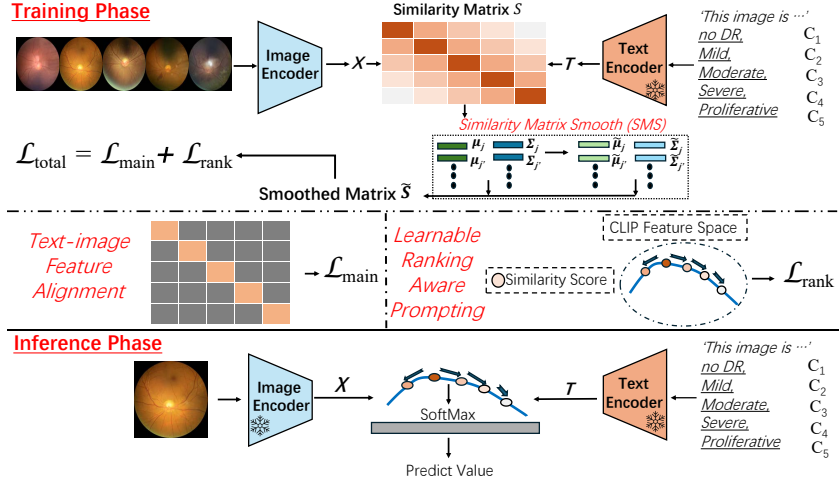 Training Phase
Image
Encoder
X
Similarity Matrix S
T
Text
Encoder
'This image is ···'
no DR,
Mild,
Moderate,
Severe,
Proliferative
C1
C2
C3
C4
C5
Similarity Matrix Smooth (SMS)
μj Σj μ̃j Σ̃j
μj' Σj' μ̃j' Σ̃j'
ℒtotal = ℒmain + ℒrank
Smoothed Matrix S̃
Text-image
Feature
Alignment
ℒmain
Learnable
Ranking
Aware
Prompting
CLIP Feature Space
Similarity Score
ℒrank
Inference Phase
Image
Encoder
X
SoftMax
Predict Value
T
Text
Encoder
'This image is ···'
no DR,
Mild,
Moderate,
Severe,
Proliferative
C1
C2
C3
C4
C5